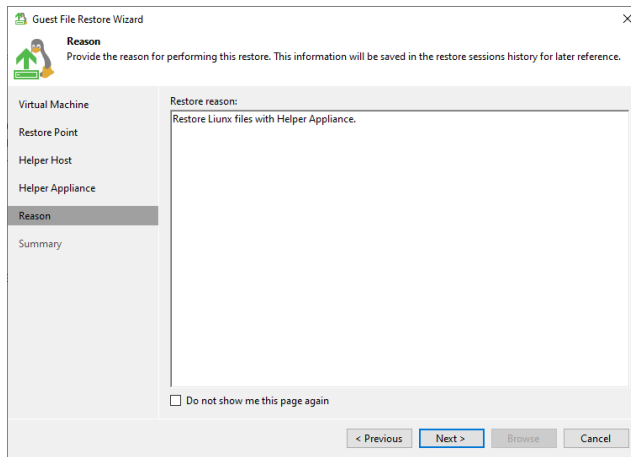 Guest File Restore Wizard
Reason
Provide the reason for performing this restore. This information will be saved in the restore sessions history for later reference.
Virtual Machine
Restore Point
Helper Host
Helper Appliance
Reason
Summary
Restore reason:
Restore Liunx files with Helper Appliance.
Do not show me this page again
< Previous
Next >
Browse
Cancel